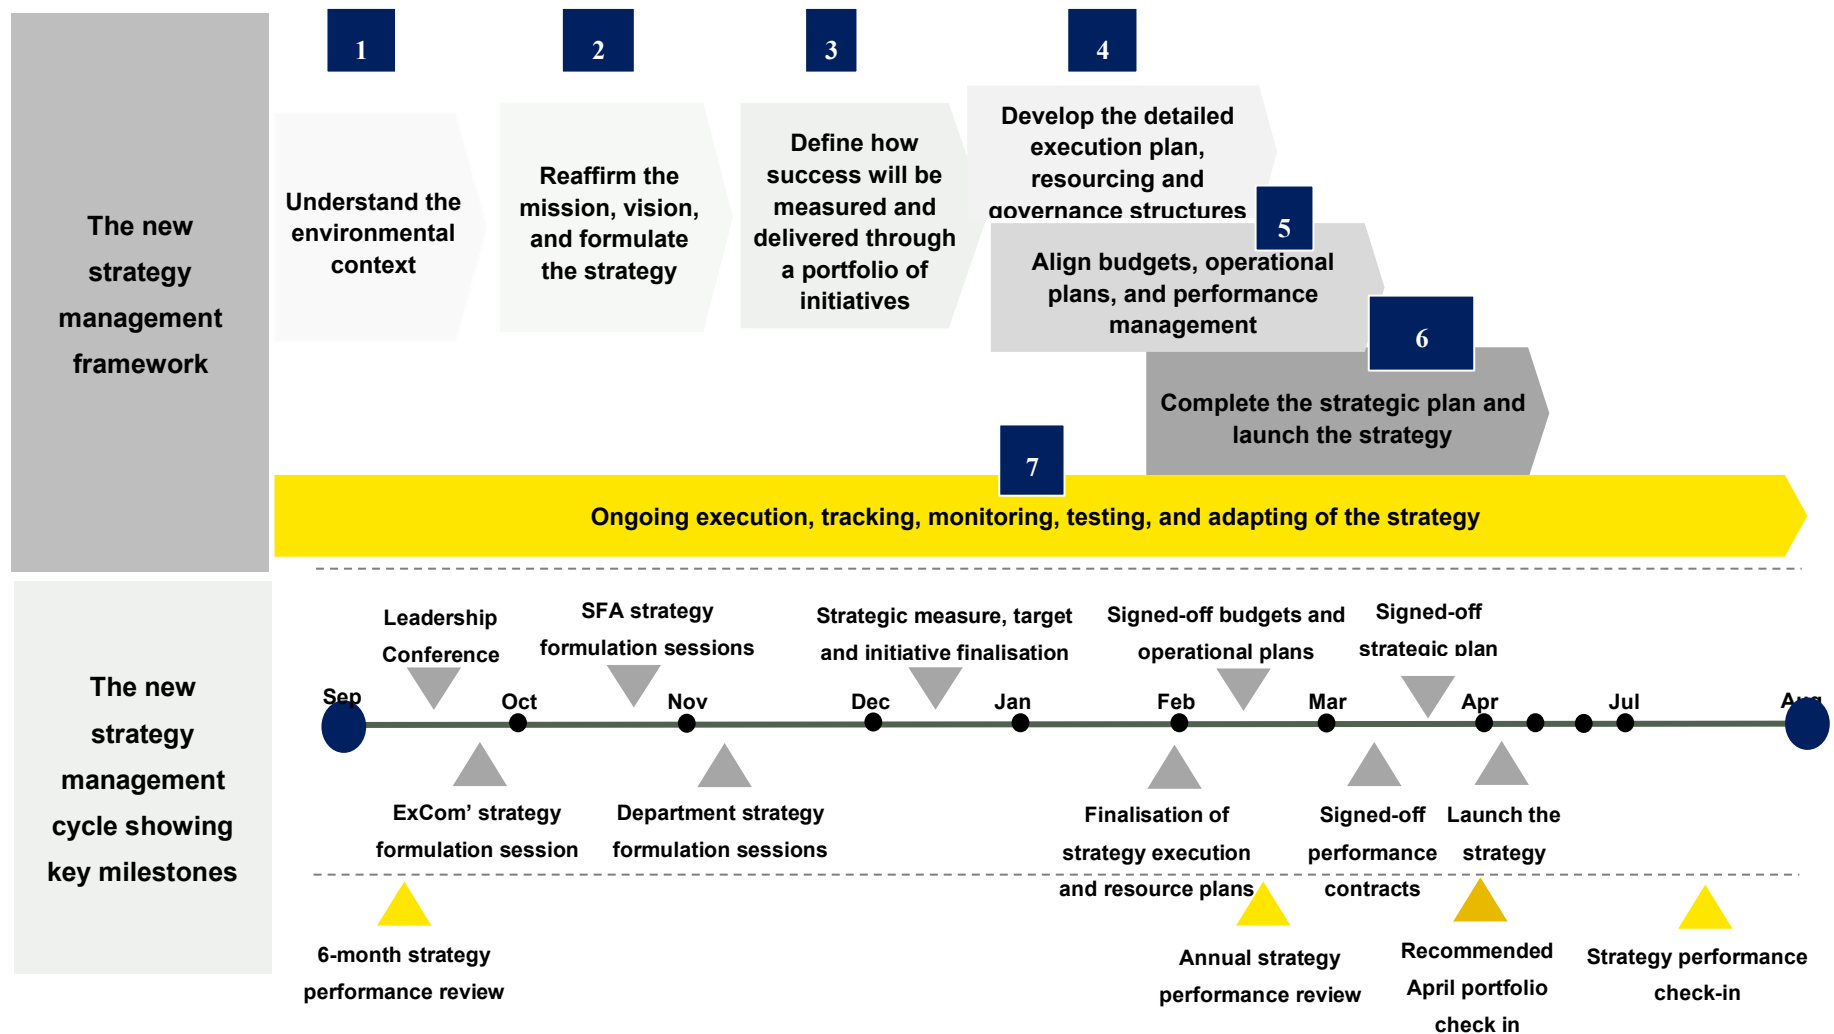 1
2
3
4
The new
strategy
management
framework
Understand the
environmental
context
Reaffirm the
mission, vision,
and formulate
the strategy
Define how
success will be
measured and
delivered through
a portfolio of
initiatives
Develop the detailed
execution plan,
resourcing and
governance structures
5
Align budgets, operational
plans, and performance
management
6
Complete the strategic plan and
launch the strategy
7
Ongoing execution, tracking, monitoring, testing, and adapting of the strategy
The new
strategy
management
cycle showing
key milestones
Leadership
Conference
SFA strategy
formulation sessions
Strategic measure, target
and initiative finalisation
Signed-off budgets and
operational plans
Signed-off
strategic plan
Sep
Oct
Nov
Dec
Jan
Feb
Mar
Apr
Jul
Aug
ExCom’ strategy
formulation session
Department strategy
formulation sessions
Finalisation of
strategy execution
and resource plans
Signed-off
performance
contracts
Launch the
strategy
6-month strategy
performance review
Annual strategy
performance review
Recommended
April portfolio
check in
Strategy performance
check-in